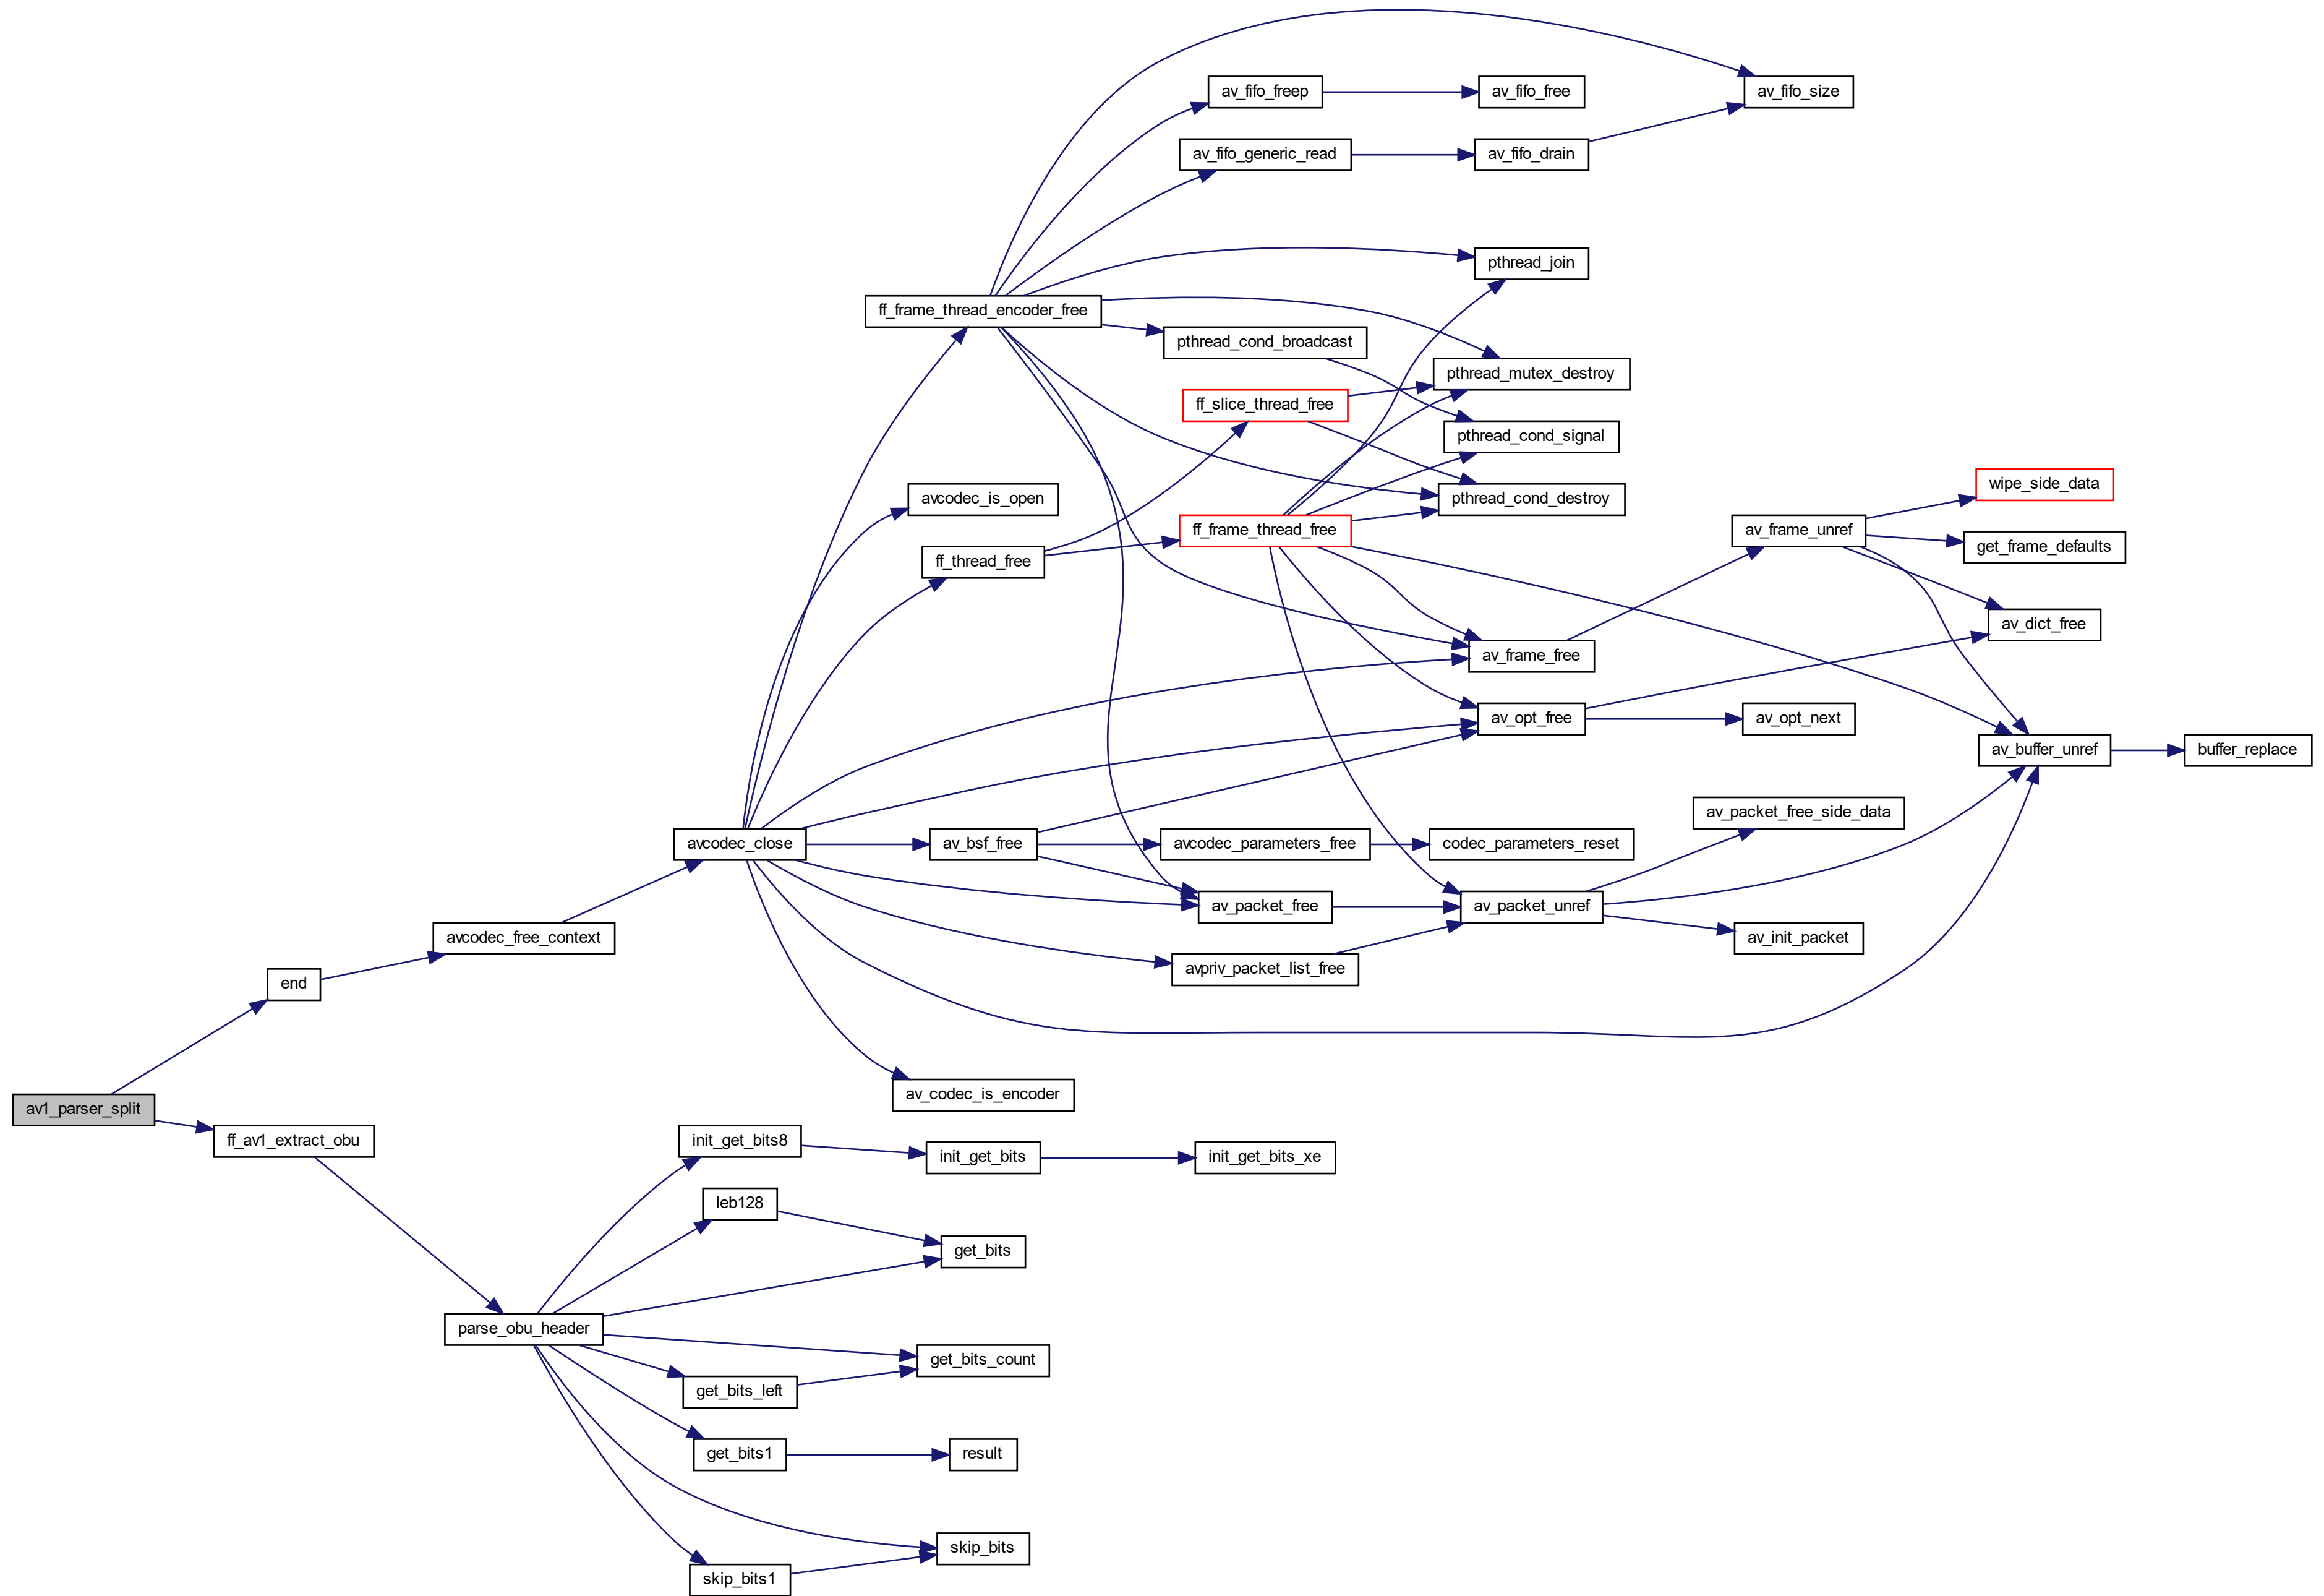 av_fifo_freep
av_fifo_free
av_fifo_size
av_fifo_generic_read
av_fifo_drain
pthread_join
ff_frame_thread_encoder_free
pthread_cond_broadcast
pthread_mutex_destroy
ff_slice_thread_free
pthread_cond_signal
wipe_side_data
avcodec_is_open
pthread_cond_destroy
ff_frame_thread_free
av_frame_unref
get_frame_defaults
ff_thread_free
av_dict_free
av_frame_free
av_opt_free
av_opt_next
av_buffer_unref
buffer_replace
av_packet_free_side_data
avcodec_close
av_bsf_free
avcodec_parameters_free
codec_parameters_reset
av_packet_free
av_packet_unref
avcodec_free_context
av_init_packet
avpriv_packet_list_free
end
av_codec_is_encoder
av1_parser_split
ff_av1_extract_obu
init_get_bits8
init_get_bits
init_get_bits_xe
leb128
get_bits
parse_obu_header
get_bits_count
get_bits_left
get_bits1
result
skip_bits
skip_bits1